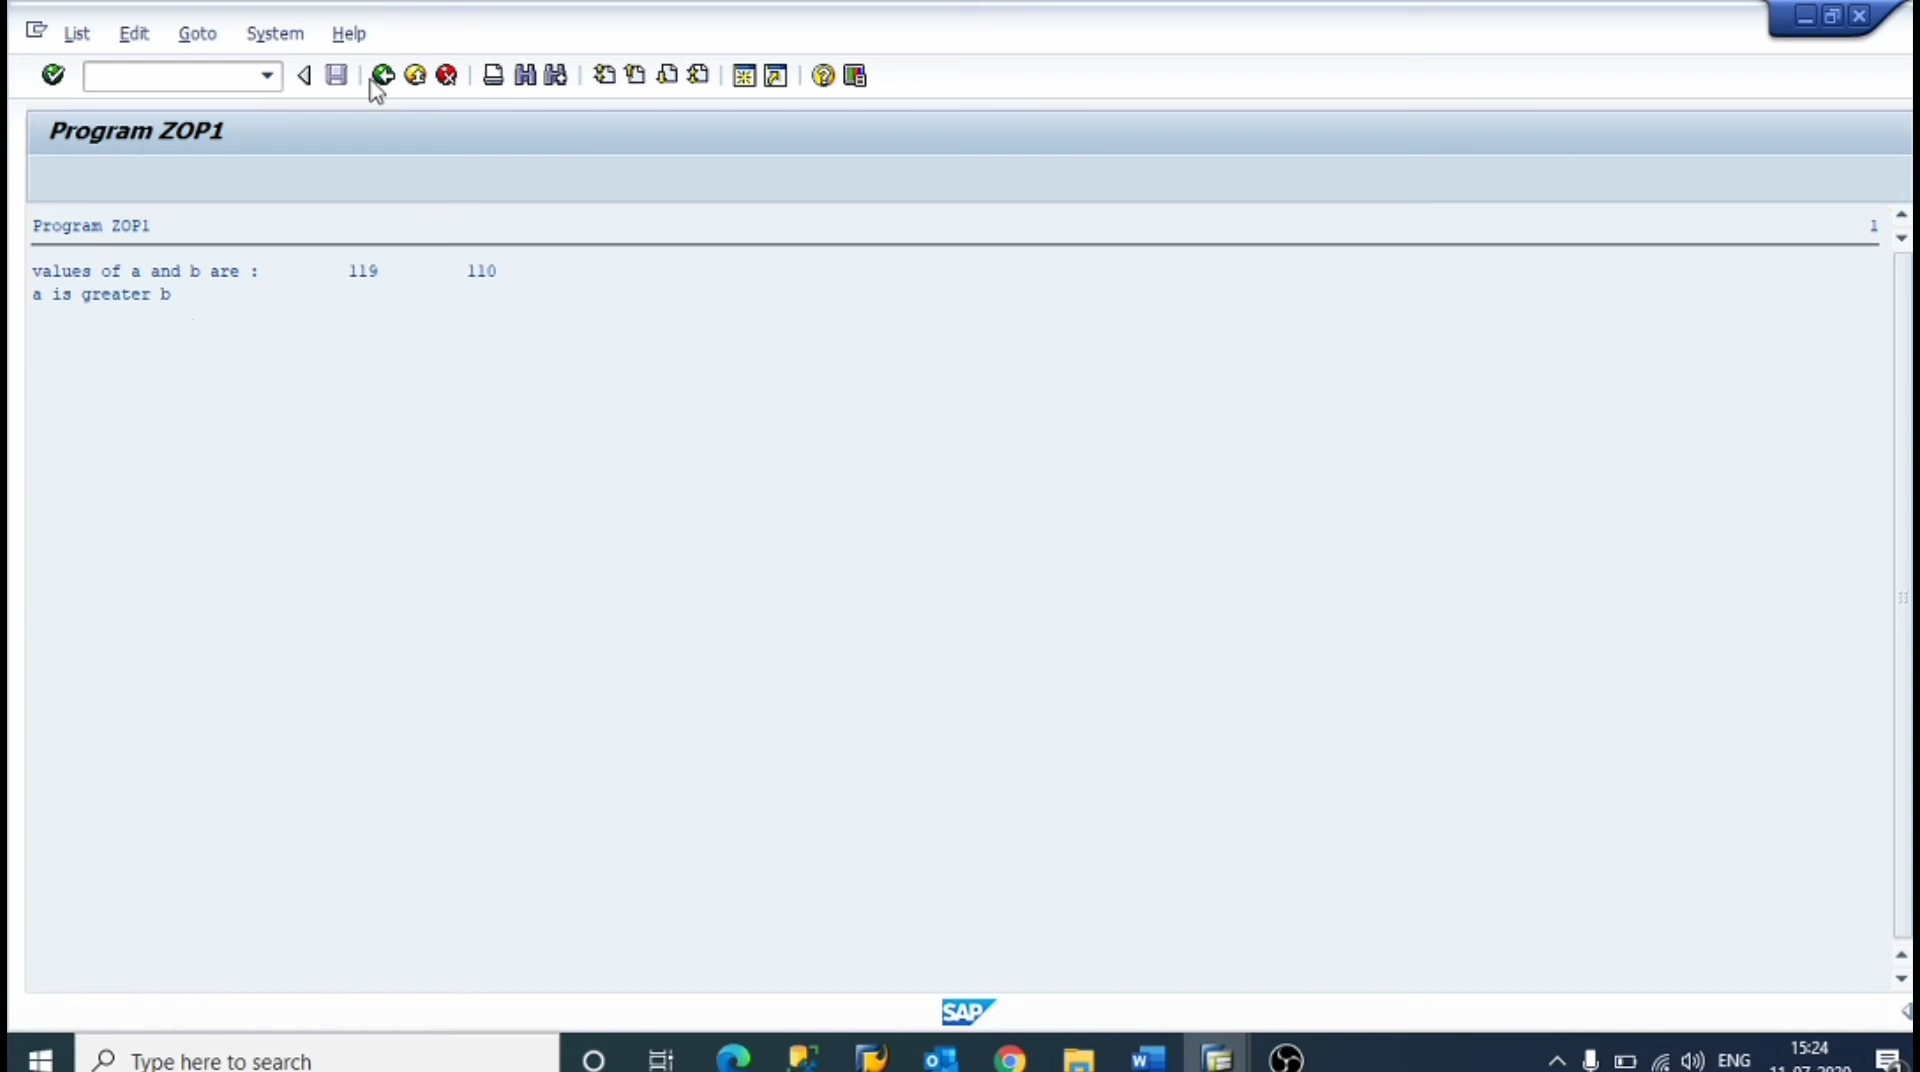 List Edit Goto System Help
Program ZOP1
Program ZOP1 1
values of a and b are : 119 110
a is greater b
SAP
Type here to search
ENG
15:24